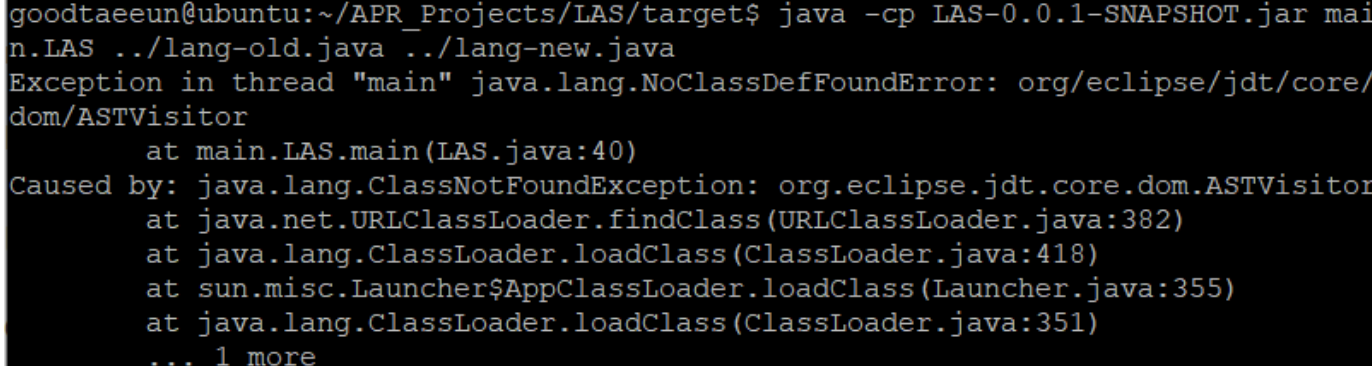 goodtaeeun@ubuntu:~/APR_Projects/LAS/target$ java -cp LAS-0.0.1-SNAPSHOT.jar mai
n.LAS ../lang-old.java ../lang-new.java
Exception in thread "main" java.lang.NoClassDefFoundError: org/eclipse/jdt/core/
dom/ASTVisitor
        at main.LAS.main(LAS.java:40)
Caused by: java.lang.ClassNotFoundException: org.eclipse.jdt.core.dom.ASTVisitor
        at java.net.URLClassLoader.findClass(URLClassLoader.java:382)
        at java.lang.ClassLoader.loadClass(ClassLoader.java:418)
        at sun.misc.Launcher$AppClassLoader.loadClass(Launcher.java:355)
        at java.lang.ClassLoader.loadClass(ClassLoader.java:351)
        ... 1 more